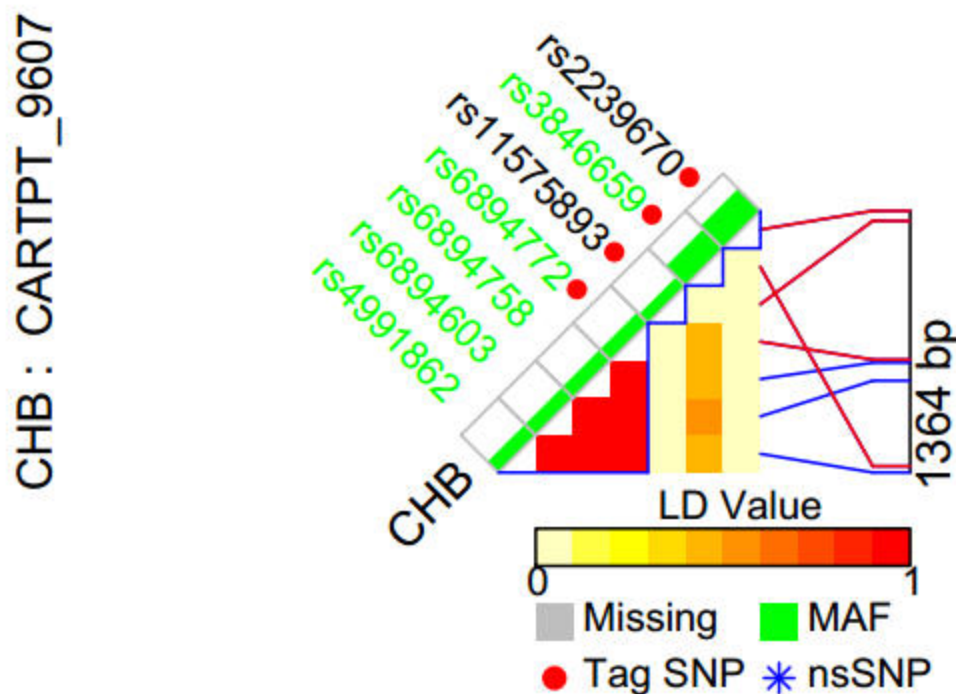 CHB : CARTPT_9607
rs2239670
rs3846659
rs11575893
rs6894772
rs6894758
rs6894603
rs4991862
CHB
1364 bp
LD Value
0 1
Missing MAF
Tag SNP nsSNP